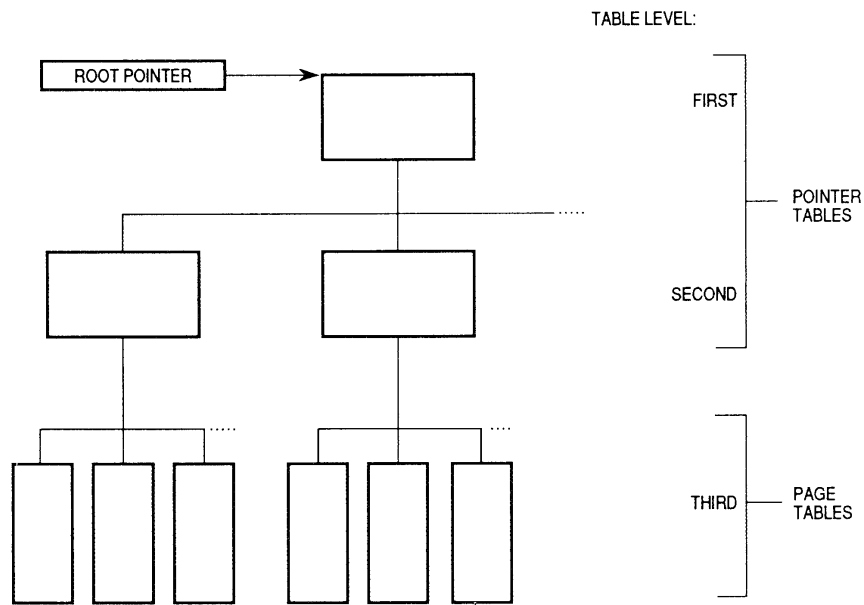 TABLE LEVEL:
ROOT POINTER
FIRST
POINTER
TABLES
SECOND
THIRD
PAGE
TABLES